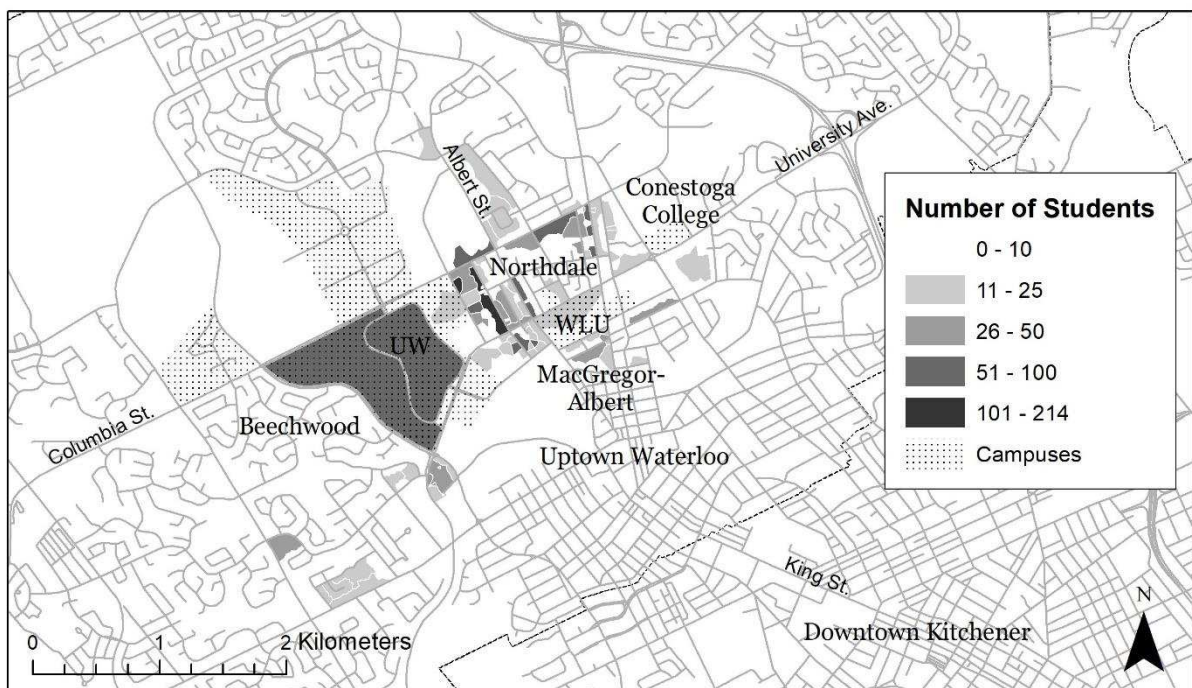 Albert St.
University Ave.
Conestoga
College
Number of Students
0 - 10
11 - 25
26 - 50
51 - 100
101 - 214
Campuses
Northdale
WLU
UW
MacGregor-
Albert
Columbia St.
Beechwood
Uptown Waterloo
King St.
Downtown Kitchener
N
0 1 2 Kilometers